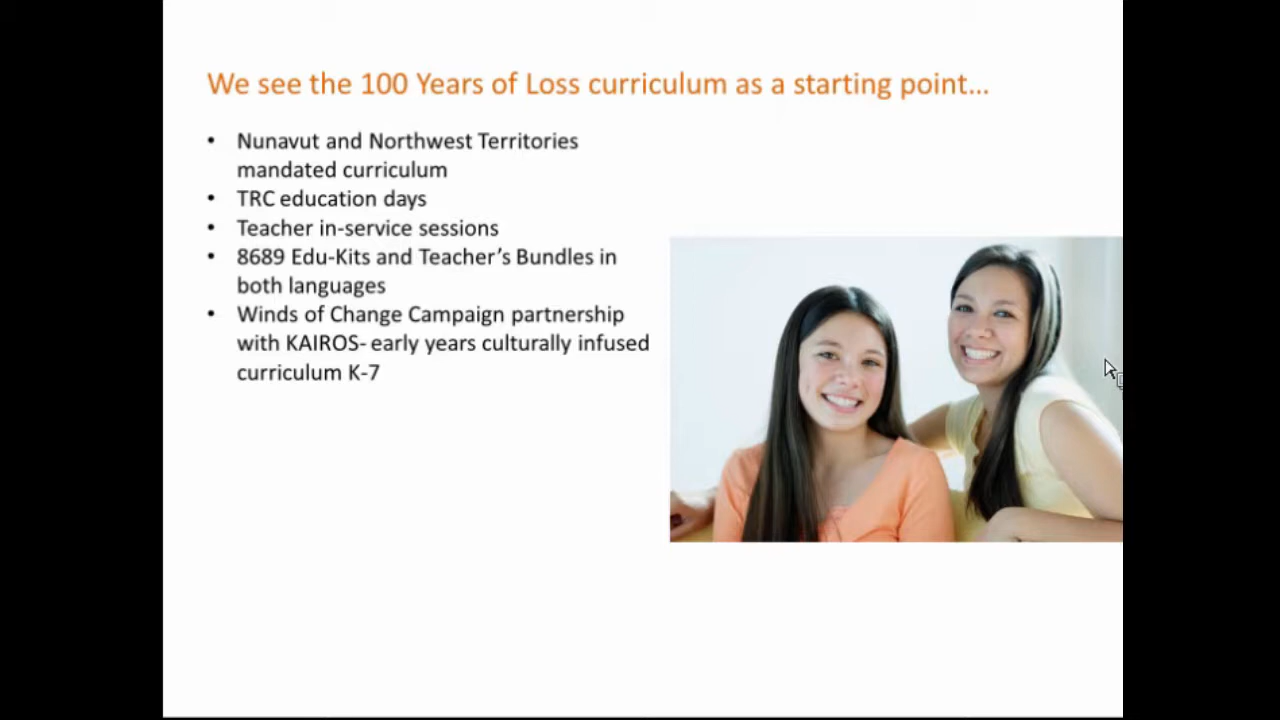 We see the 100 Years of Loss curriculum as a starting point...
• Nunavut and Northwest Territories
mandated curriculum
• TRC education days
• Teacher in-service sessions
• 8689 Edu-Kits and Teacher’s Bundles in
both languages
• Winds of Change Campaign partnership
with KAIROS- early years culturally infused
curriculum K-7